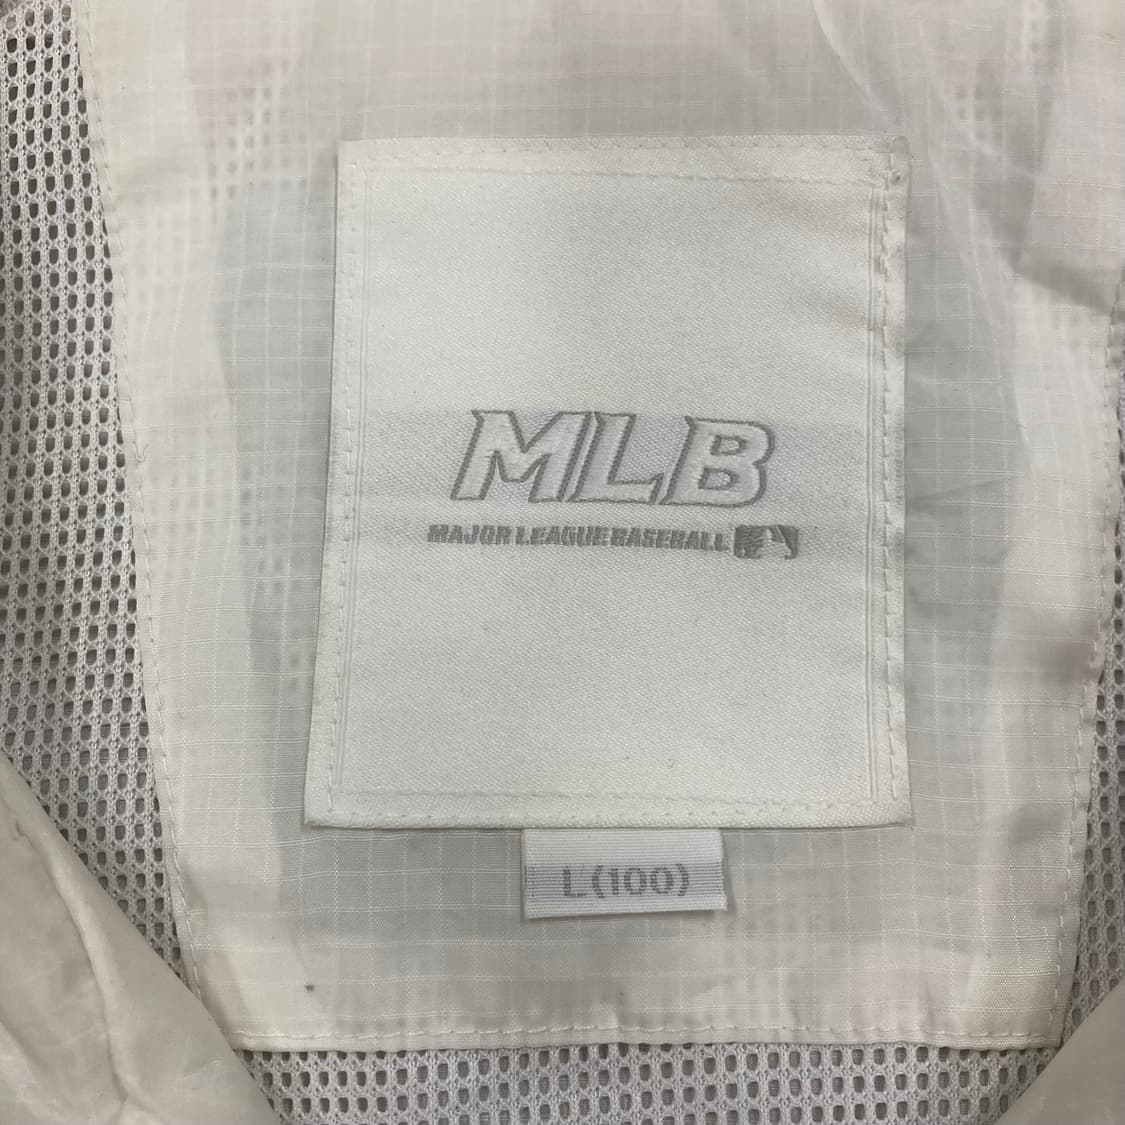 MLB
MAJOR LEAGUE BASEBALL
L(100)